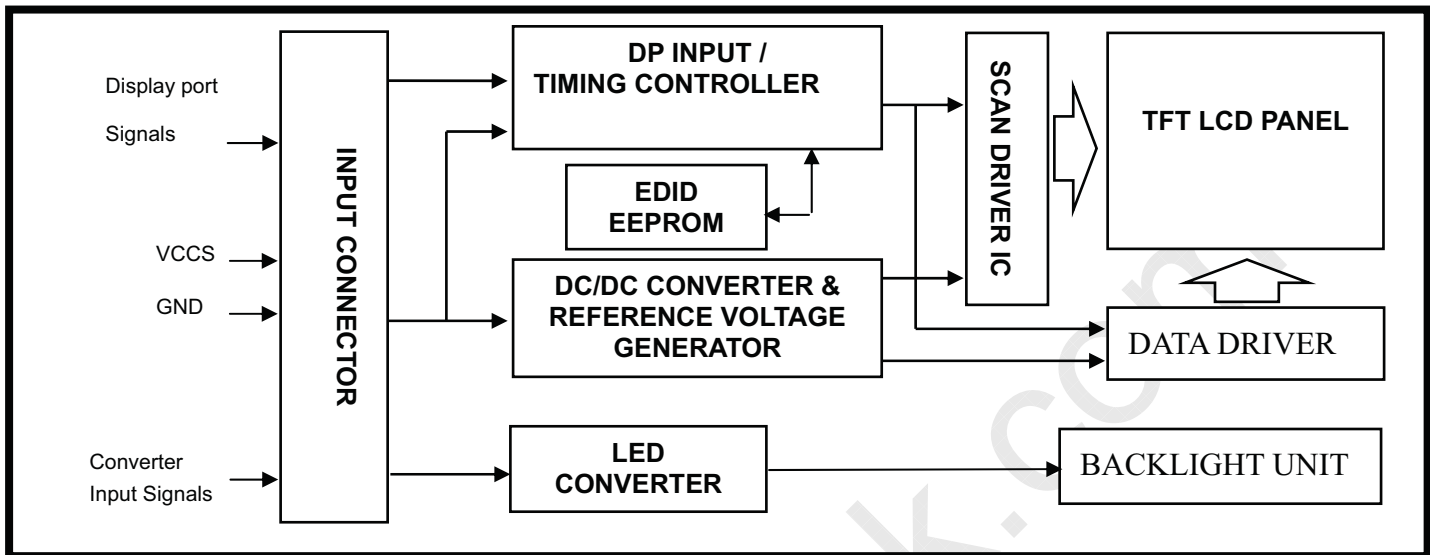 Display port
Signals
VCCS
GND
Converter
Input Signals
INPUT CONNECTOR
DP INPUT /
TIMING CONTROLLER
EDID
EEPROM
DC/DC CONVERTER &
REFERENCE VOLTAGE
GENERATOR
LED
CONVERTER
SCAN DRIVER IC
TFT LCD PANEL
DATA DRIVER
BACKLIGHT UNIT
k.com